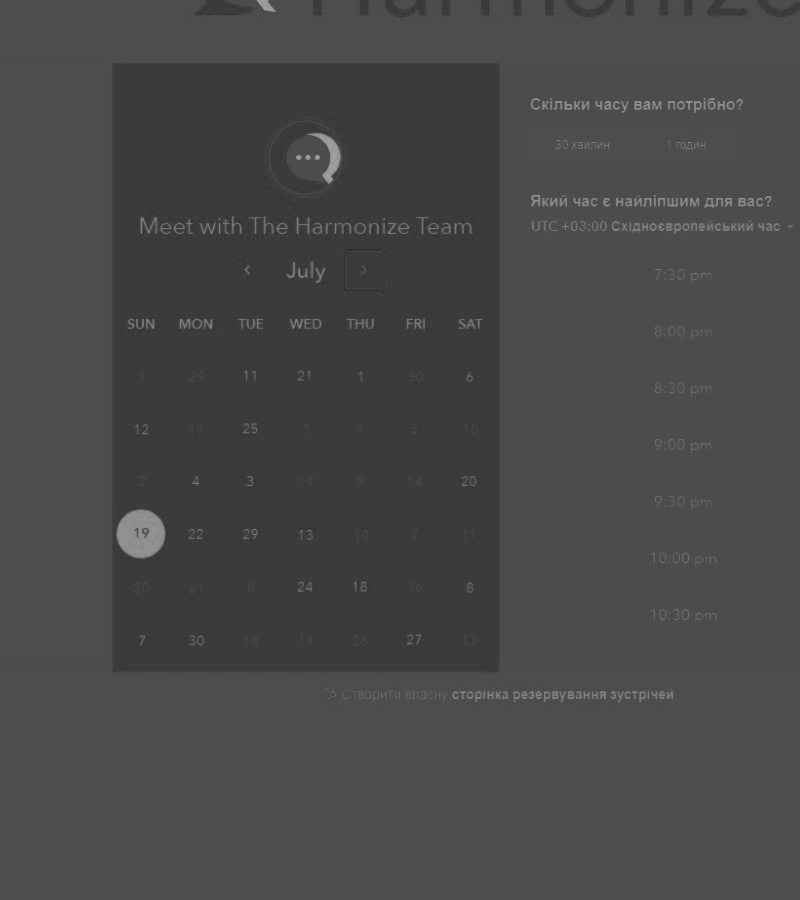 Harmonize
Скільки часу вам потрібно?
30 хвилин 1 годин
Meet with The Harmonize Team
Який час є найліпшим для вас?
UTC +03:00 Східноєвропейський час
July
7:30 pm
SUN MON TUE WED THU FRI SAT
8:00 pm
1 29 11 21 1 30 6
8:30 pm
12 19 25 3 1 5 10
9:00 pm
2 4 3 19 9 14 20
9:30 pm
19 22 29 13 10 7 11
10:00 pm
20 21 8 24 18 16 8
10:30 pm
7 30 18 14 26 27 13
Створити власну сторінка резервування зустрічей